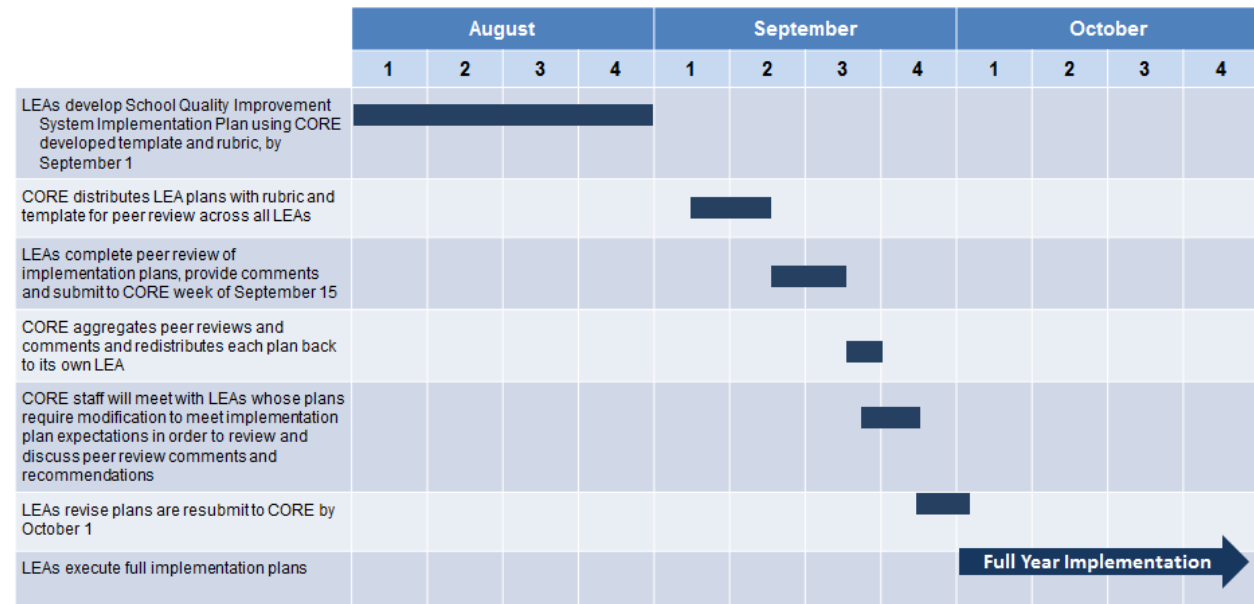 August September October
1 2 3 4 1 2 3 4 1 2 3 4
LEAs develop School Quality Improvement
System Implementation Plan using CORE
developed template and rubric, by
September 1
CORE distributes LEA plans with rubric and
template for peer review across all LEAs
LEAs complete peer review of
implementation plans, provide comments
and submit to CORE week of September 15
CORE aggregates peer reviews and
comments and redistributes each plan back
to its own LEA
CORE staff will meet with LEAs whose plans
require modification to meet implementation
plan expectations in order to review and
discuss peer review comments and
recommendations
LEAs revise plans are resubmit to CORE by
October 1
LEAs execute full implementation plans
Full Year Implementation